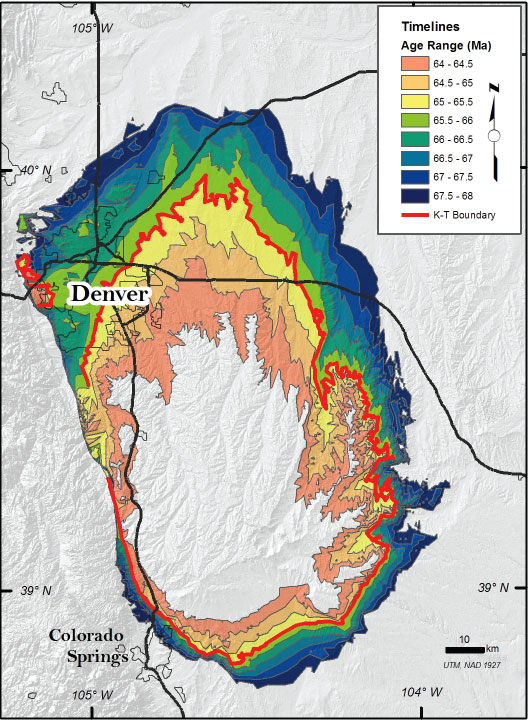 105° W
Timelines
Age Range (Ma)
64 - 64.5
64.5 - 65
65 - 65.5
65.5 - 66
66 - 66.5
66.5 - 67
67 - 67.5
67.5 - 68
K-T Boundary
N
40° N
Denver
39° N
39° N
Colorado
Springs
10 km
UTM, NAD 1927
105° W
104° W